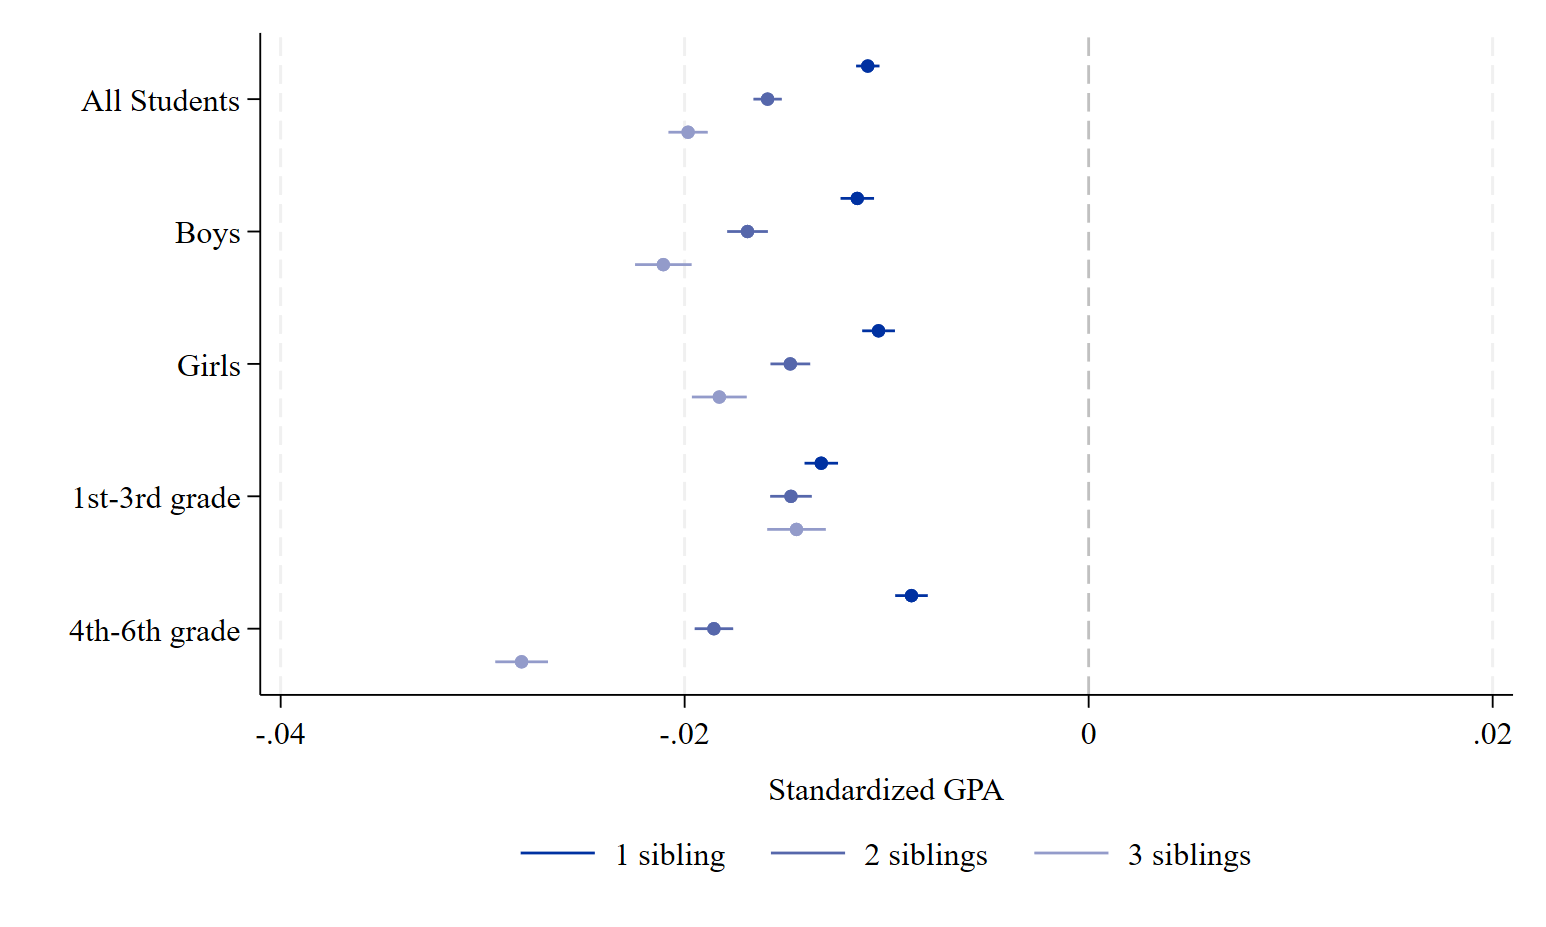 All Students
Boys
Girls
1st-3rd grade
4th-6th grade
-.04 -.02 0 .02
Standardized GPA
1 sibling 2 siblings 3 siblings